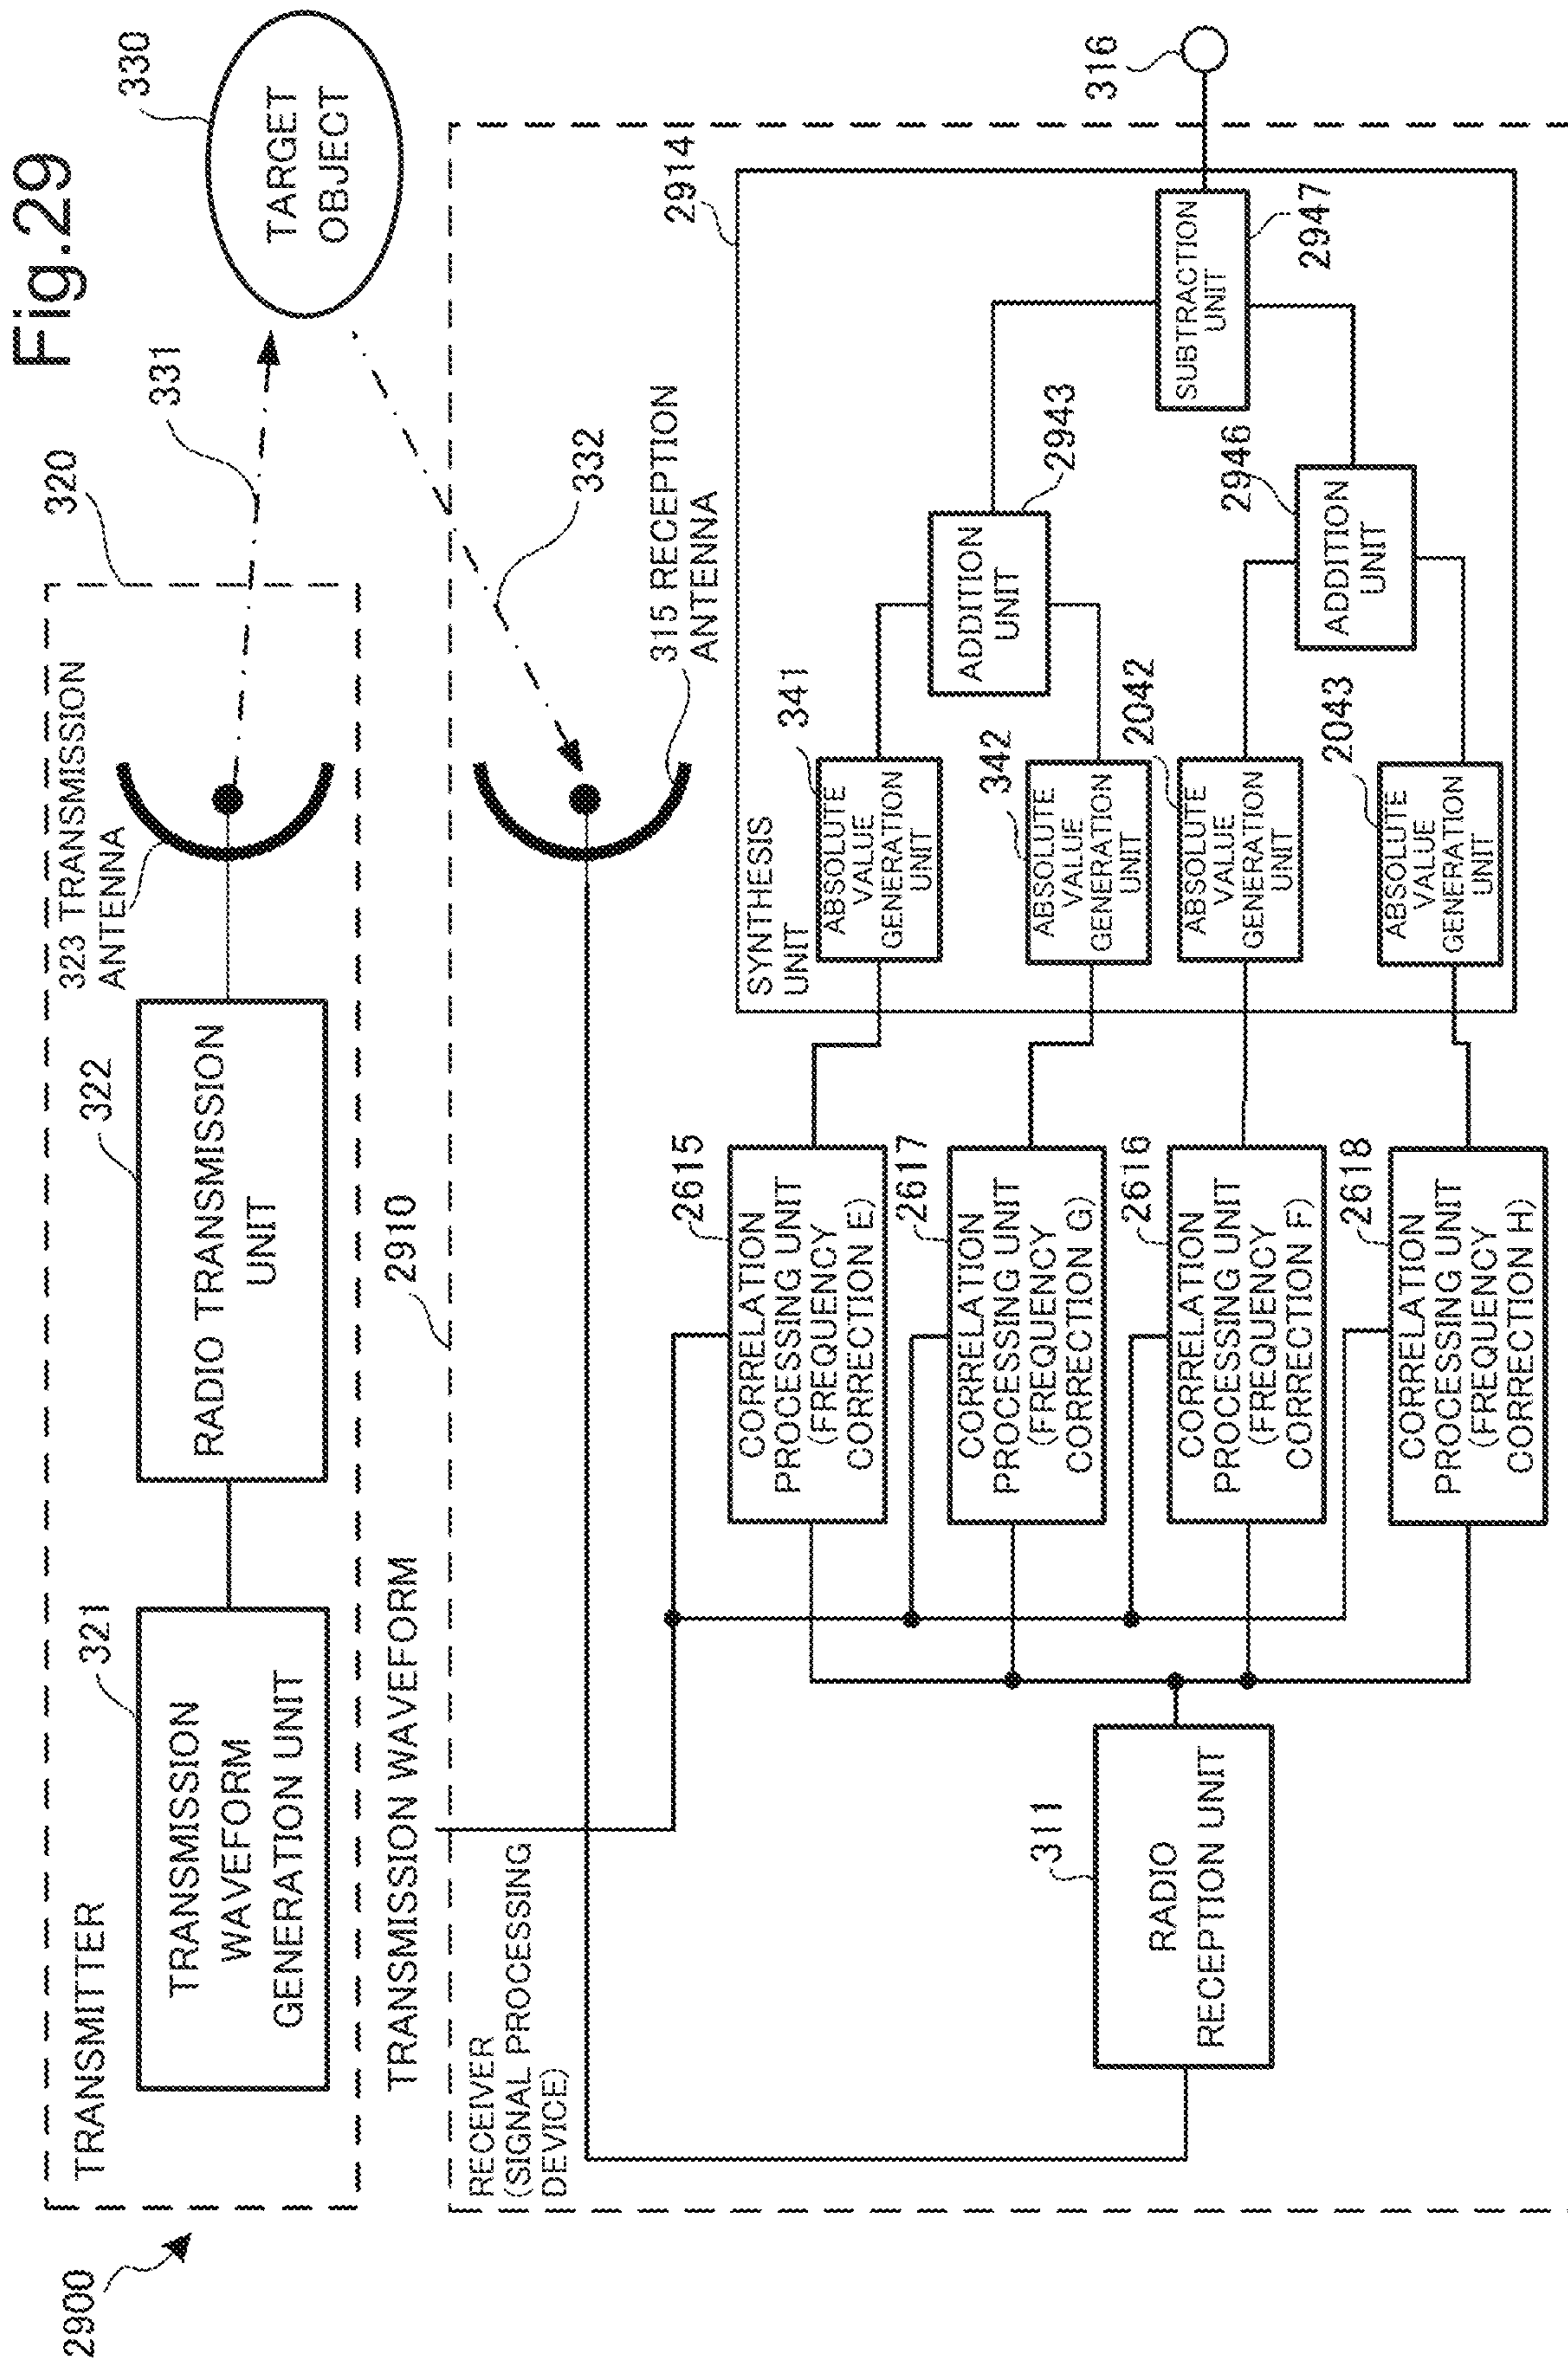 Fig.29
2900
TRANSMITTER
320
321
TRANSMISSION
WAVEFORM
GENERATION UNIT
322
RADIO TRANSMISSION
UNIT
323 TRANSMISSION
ANTENNA
331
330
TARGET
OBJECT
332
TRANSMISSION WAVEFORM
2910
RECEIVER
(SIGNAL PROCESSING
DEVICE)
315 RECEPTION
ANTENNA
311
RADIO
RECEPTION UNIT
2615
CORRELATION
PROCESSING UNIT
(FREQUENCY
CORRECTION E)
2617
CORRELATION
PROCESSING UNIT
(FREQUENCY
CORRECTION G)
2616
CORRELATION
PROCESSING UNIT
(FREQUENCY
CORRECTION F)
2618
CORRELATION
PROCESSING UNIT
(FREQUENCY
CORRECTION H)
2914
SYNTHESIS
UNIT
341
ABSOLUTE
VALUE
GENERATION
UNIT
342
ABSOLUTE
VALUE
GENERATION
UNIT
2042
ABSOLUTE
VALUE
GENERATION
UNIT
2043
ABSOLUTE
VALUE
GENERATION
UNIT
2943
ADDITION
UNIT
2946
ADDITION
UNIT
SUBTRACTION
UNIT
2947
316